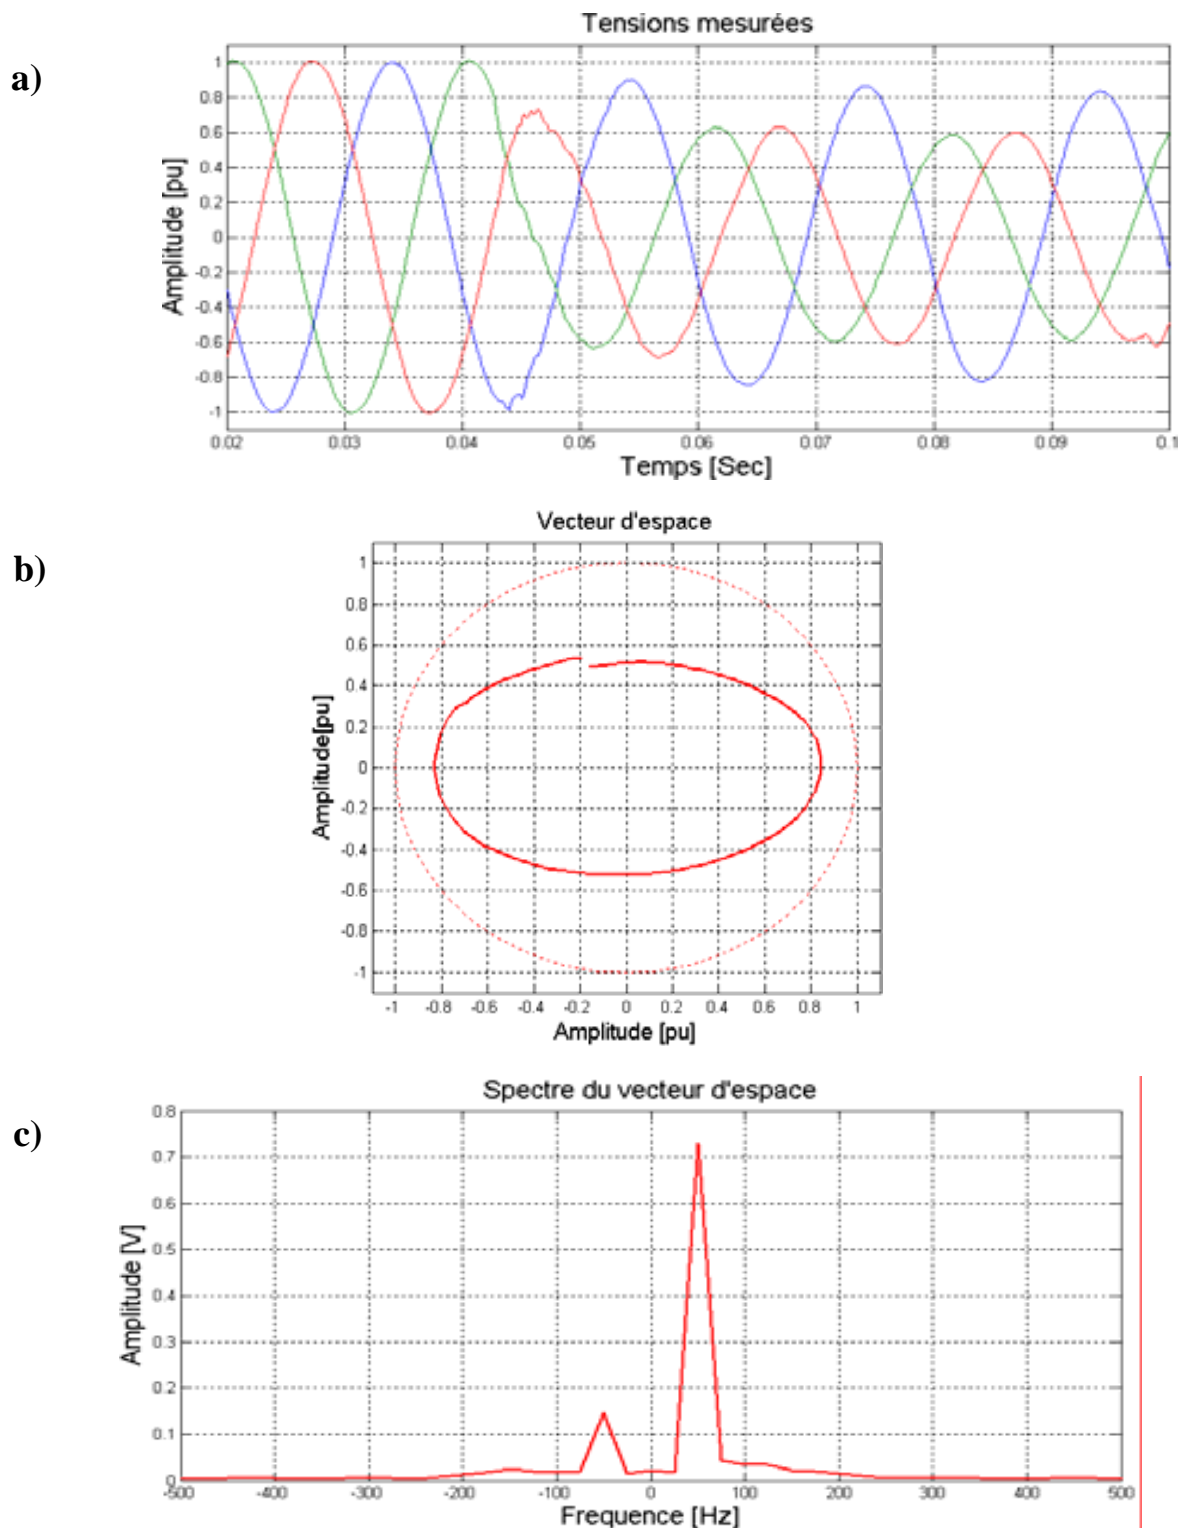 Tensions mesurées
a)
Amplitude [pu]
1
0.8
0.6
0.4
0.2
0
-0.2
-0.4
-0.6
-0.8
-1
0.02 0.03 0.04 0.05 0.06 0.07 0.08 0.09 0.1
Temps [Sec]
Vecteur d'espace
b)
Amplitude[pu]
1
0.8
0.6
0.4
0.2
0
-0.2
-0.4
-0.6
-0.8
-1
-1 -0.8 -0.6 -0.4 -0.2 0 0.2 0.4 0.6 0.8 1
Amplitude [pu]
Spectre du vecteur d'espace
c)
Amplitude [V]
0.8
0.7
0.6
0.5
0.4
0.3
0.2
0.1
0
-500 -400 -300 -200 -100 0 100 200 300 400 500
Frequence [Hz]